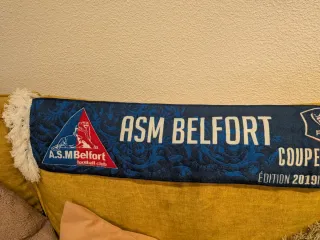 A.S.M Belfort
football club
ASM BELFORT
COUPE
ÉDITION 2019/